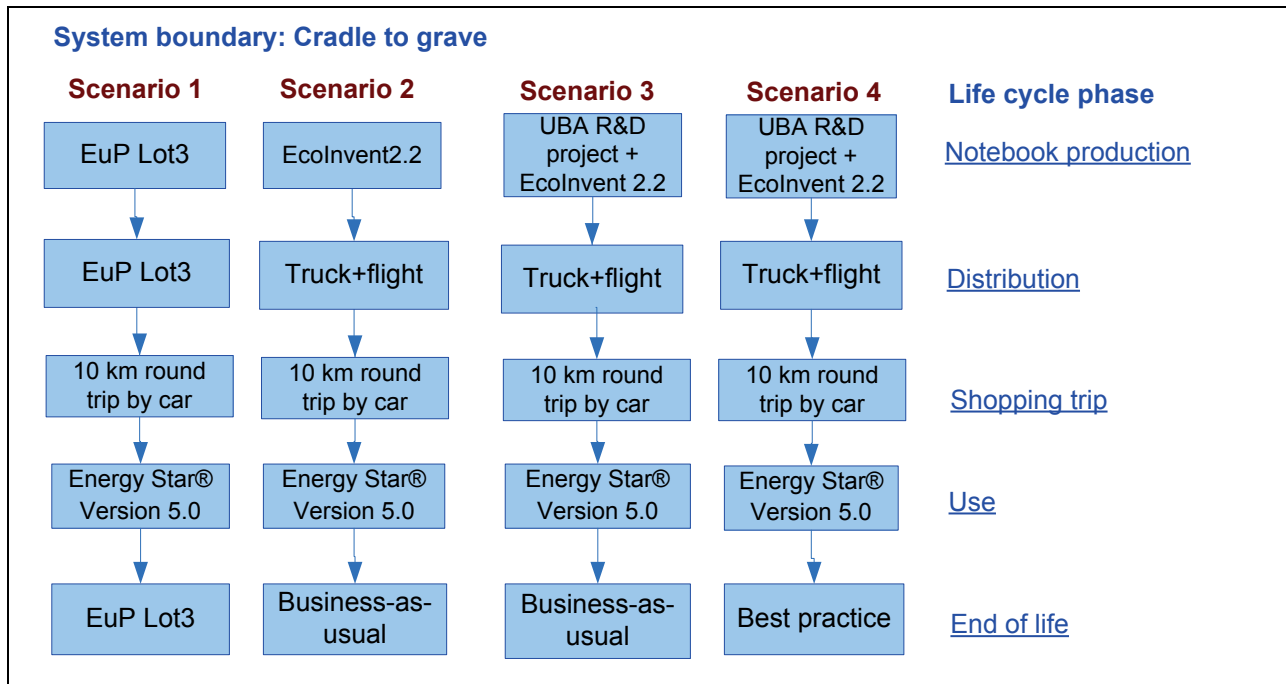 System boundary: Cradle to grave
Scenario 1
Scenario 2
Scenario 3
Scenario 4
Life cycle phase
EuP Lot3
EcoInvent2.2
UBA R&D
project +
EcoInvent 2.2
UBA R&D
project +
EcoInvent 2.2
Notebook production
EuP Lot3
Truck+flight
Truck+flight
Truck+flight
Distribution
10 km round
trip by car
10 km round
trip by car
10 km round
trip by car
10 km round
trip by car
Shopping trip
Energy Star®
Version 5.0
Energy Star®
Version 5.0
Energy Star®
Version 5.0
Energy Star®
Version 5.0
Use
EuP Lot3
Business-as-
usual
Business-as-
usual
Best practice
End of life